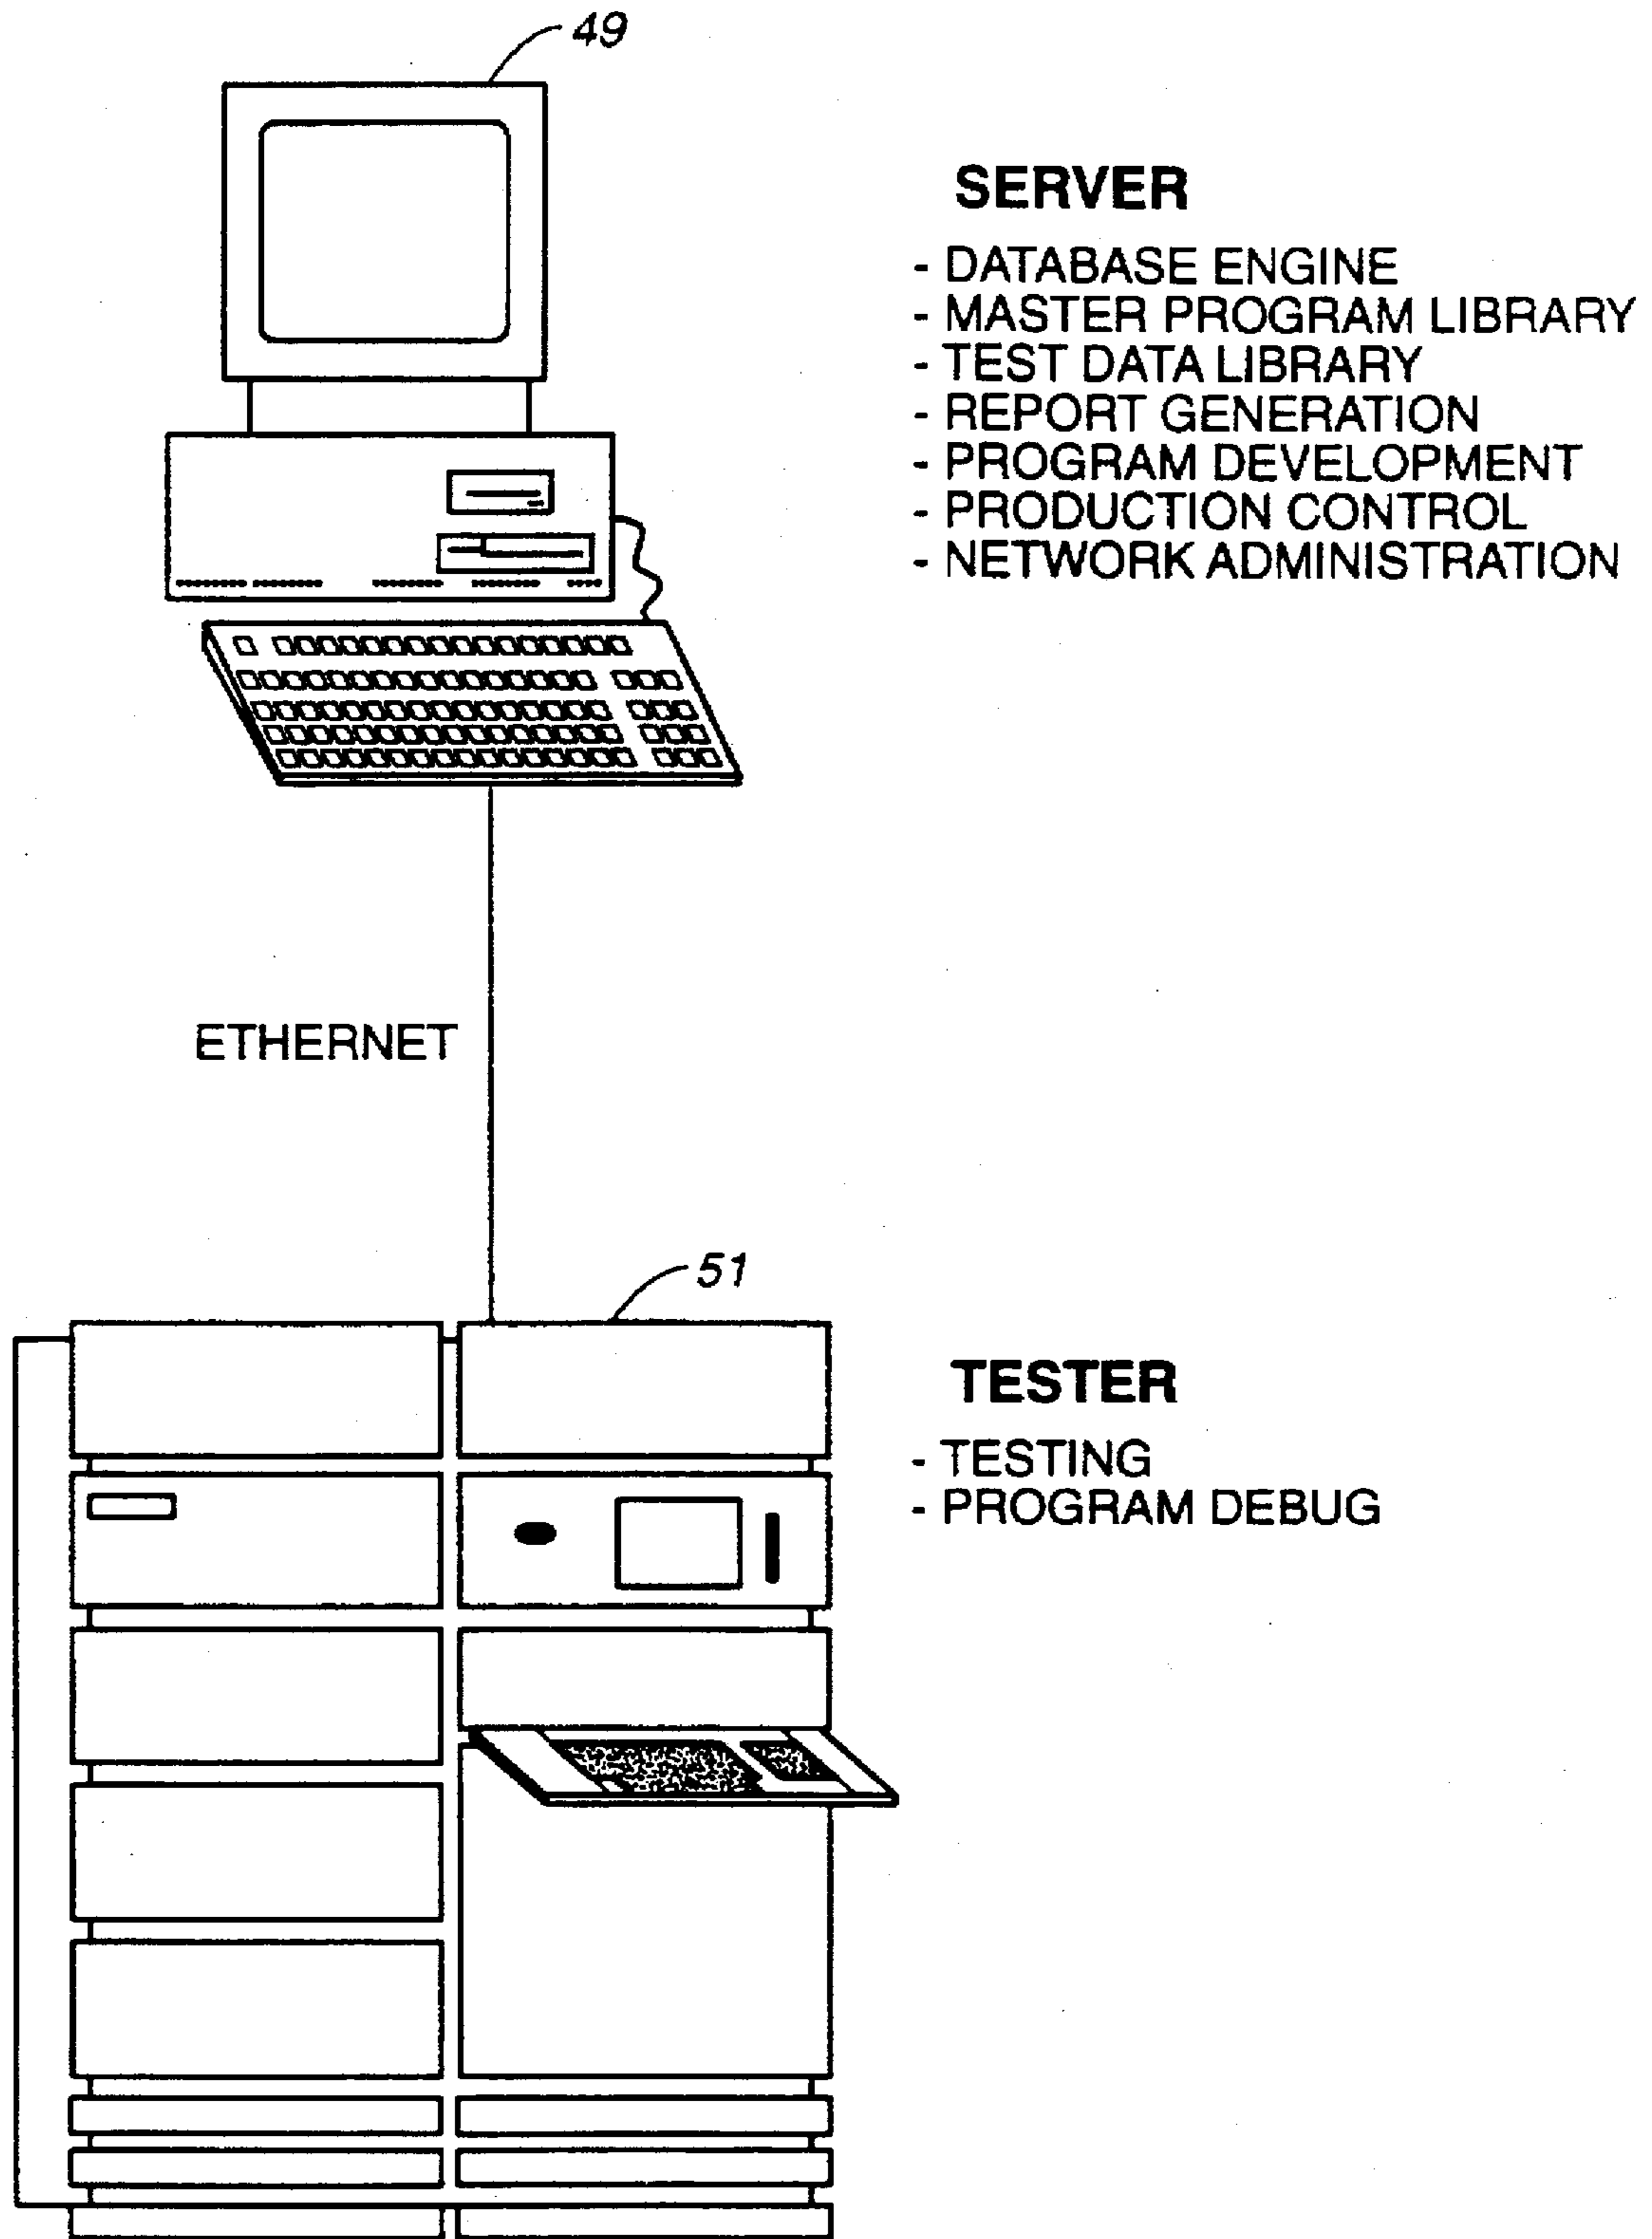 49
SERVER
- DATABASE ENGINE
- MASTER PROGRAM LIBRARY
- TEST DATA LIBRARY
- REPORT GENERATION
- PROGRAM DEVELOPMENT
- PRODUCTION CONTROL
- NETWORK ADMINISTRATION
ETHERNET
51
TESTER
- TESTING
- PROGRAM DEBUG